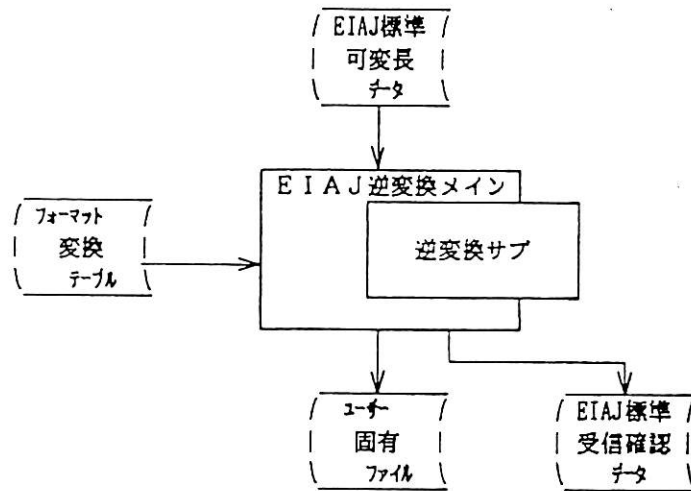 EIAJ標準
可変長
データ
EIAJ逆変換メイン
フォーマット
変換
テーブル
逆変換サブ
ユーザー
固有
ファイル
EIAJ標準
受信確認
データ